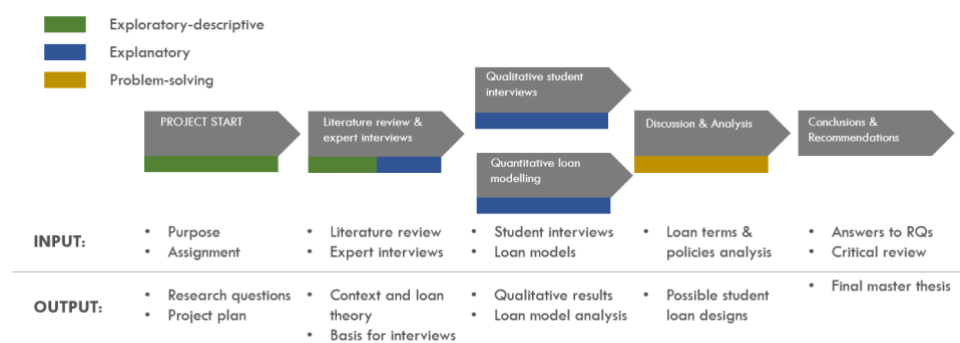 Exploratory-descriptive
Explanatory
Problem-solving
PROJECT START
Literature review &
expert interviews
Qualitative student
interviews
Quantitative loan
modelling
Discussion & Analysis
Conclusions &
Recommendations
INPUT:
• Purpose
• Assignment
• Literature review
• Expert interviews
• Student interviews
• Loan models
• Loan terms &
policies analysis
• Answers to RQs
• Critical review
OUTPUT:
• Research questions
• Project plan
• Context and loan
theory
• Basis for interviews
• Qualitative results
• Loan model analysis
• Possible student
loan designs
• Final master thesis